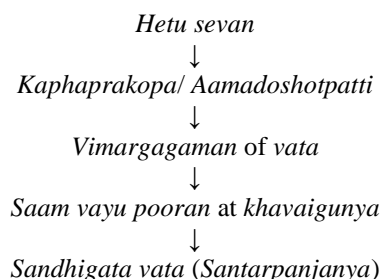 Hetu sevan
↓
Kaphaprakopa/ Aamadoshotpatti
↓
Vimargagaman of vata
↓
Saam vayu pooran at khavaigunya
↓
Sandhigata vata (Santarpanjanya)